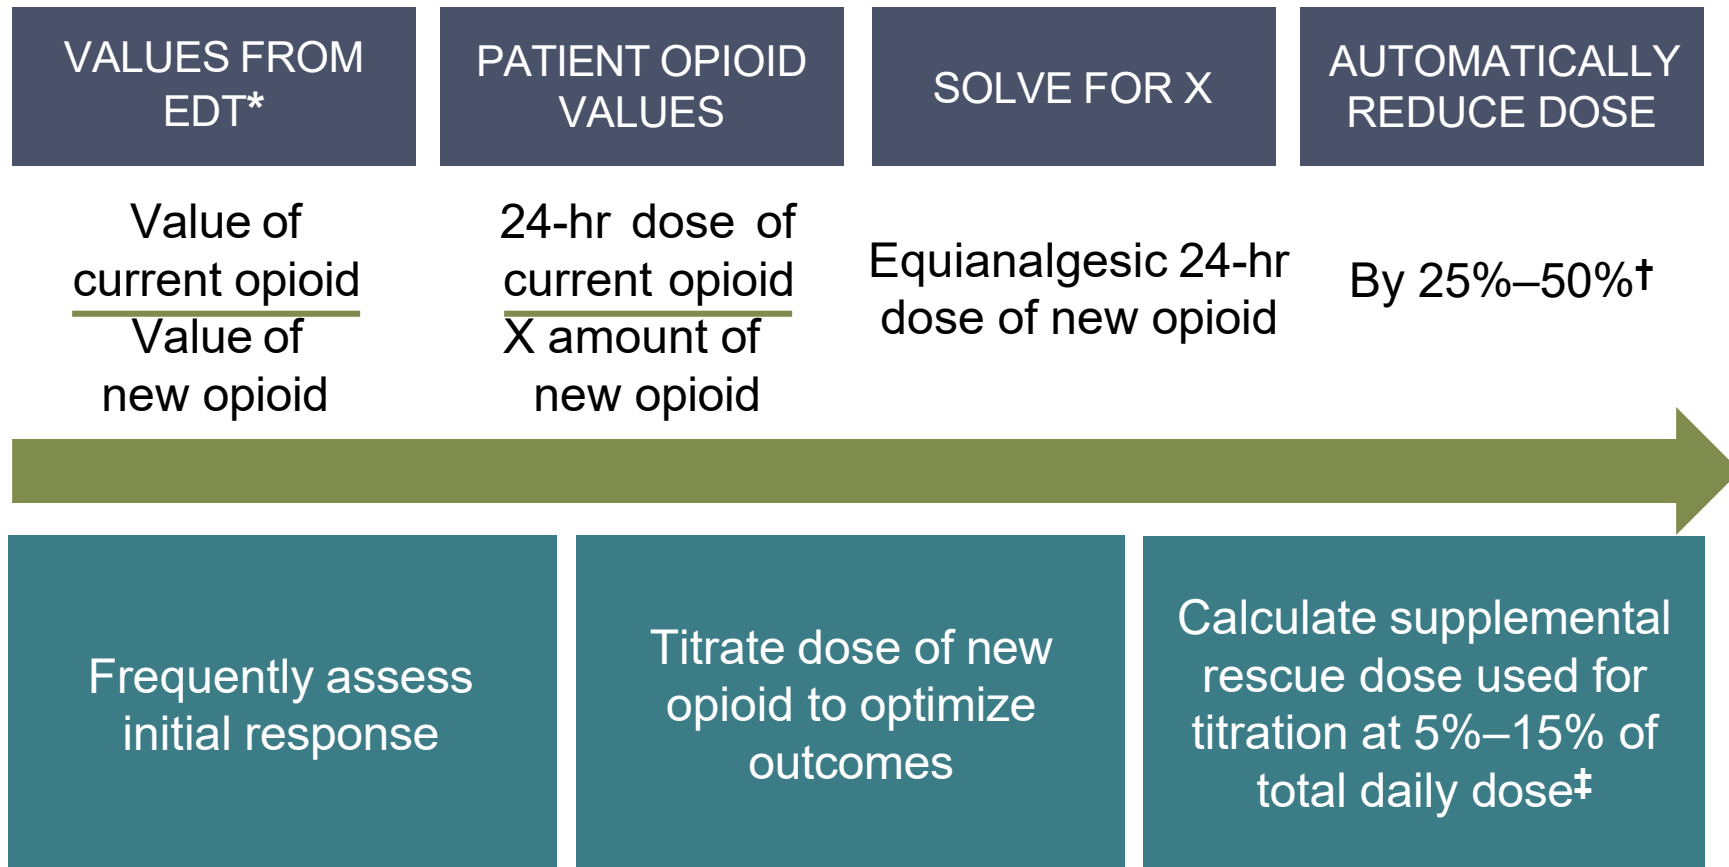 VALUES FROM
EDT*
PATIENT OPIOID
VALUES
SOLVE FOR X
AUTOMATICALLY
REDUCE DOSE
Value of
current opioid
Value of
new opioid
24-hr dose of
current opioid
X amount of
new opioid
Equianalgesic 24-hr
dose of new opioid
By 25%–50%†
Frequently assess
initial response
Titrate dose of new
opioid to optimize
outcomes
Calculate supplemental
rescue dose used for
titration at 5%–15% of
total daily dose‡